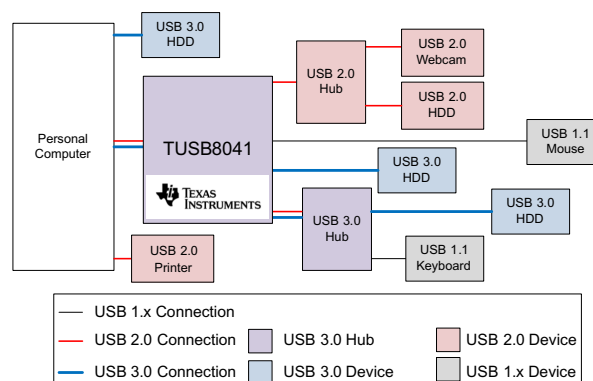 USB 3.0
HDD
USB 2.0
Hub
USB 2.0
Webcam
USB 2.0
HDD
Personal
Computer
TUSB8041
TEXAS
INSTRUMENTS
USB 1.1
Mouse
USB 3.0
HDD
USB 3.0
Hub
USB 3.0
HDD
USB 1.1
Keyboard
USB 2.0
Printer
USB 1.x Connection
USB 2.0 Connection
USB 3.0 Hub
USB 2.0 Device
USB 3.0 Connection
USB 3.0 Device
USB 1.x Device